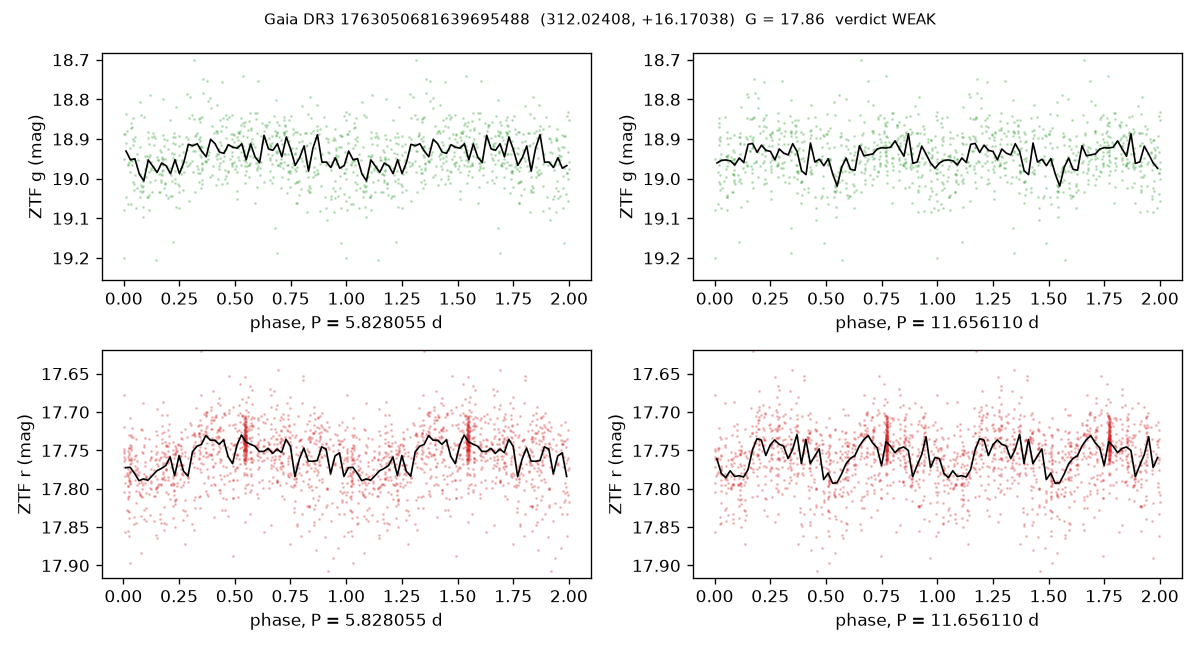 Gaia DR3 1763050681639695488 (312.02408, +16.17038) G = 17.86 verdict WEAK
ZTF g (mag)
18.7
18.8
18.9
19.0
19.1
19.2
0.00 0.25 0.50 0.75 1.00 1.25 1.50 1.75 2.00
phase, P = 5.828055 d
ZTF g (mag)
18.7
18.8
18.9
19.0
19.1
19.2
0.00 0.25 0.50 0.75 1.00 1.25 1.50 1.75 2.00
phase, P = 11.656110 d
ZTF r (mag)
17.65
17.70
17.75
17.80
17.85
17.90
0.00 0.25 0.50 0.75 1.00 1.25 1.50 1.75 2.00
phase, P = 5.828055 d
ZTF r (mag)
17.65
17.70
17.75
17.80
17.85
17.90
0.00 0.25 0.50 0.75 1.00 1.25 1.50 1.75 2.00
phase, P = 11.656110 d